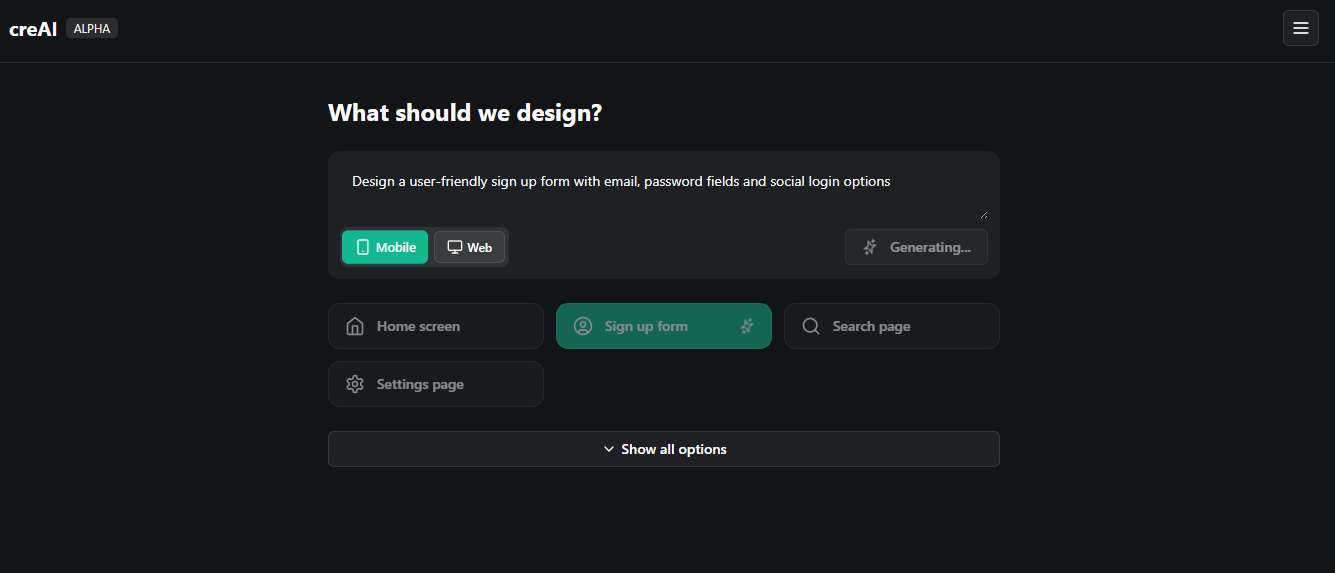 creAI ALPHA
What should we design?
Design a user-friendly sign up form with email, password fields and social login options
Mobile Web Generating...
Home screen Sign up form Search page
Settings page
Show all options